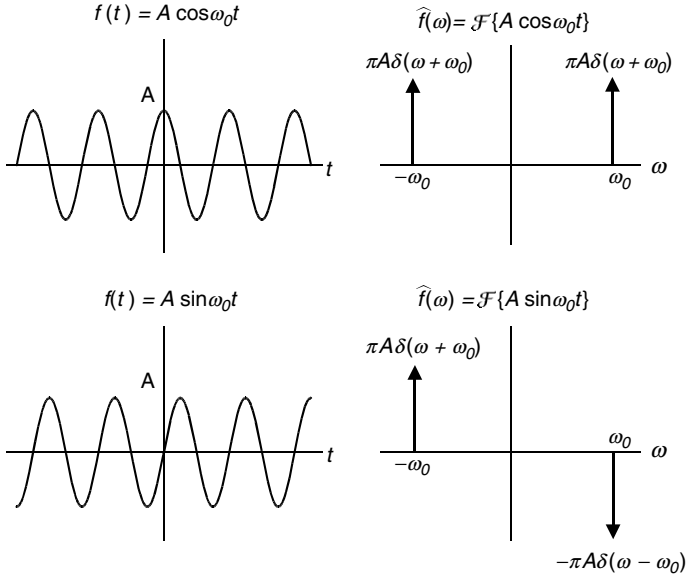 f(t) = A cosω₀t
f̂(ω) = ℱ{A cosω₀t}
πAδ(ω + ω₀)
πAδ(ω + ω₀)
A
t
−ω₀
ω₀
ω
f(t) = A sinω₀t
f̂(ω) = ℱ{A sinω₀t}
πAδ(ω + ω₀)
A
t
−ω₀
ω₀
ω
−πAδ(ω − ω₀)